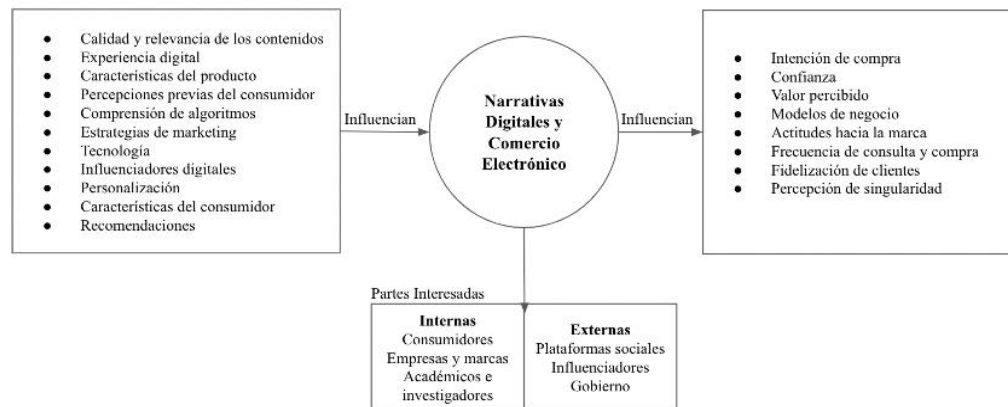 Calidad y relevancia de los contenidos
Experiencia digital
Características del producto
Percepciones previas del consumidor
Comprensión de algoritmos
Estrategias de marketing
Tecnología
Influenciadores digitales
Personalización
Características del consumidor
Recomendaciones
Influencian
Narrativas
Digitales y
Comercio
Electrónico
Influencian
Intención de compra
Confianza
Valor percibido
Modelos de negocio
Actitudes hacia la marca
Frecuencia de consulta y compra
Fidelización de clientes
Percepción de singularidad
Partes Interesadas
Internas
Consumidores
Empresas y marcas
Académicos e
investigadores
Externas
Plataformas sociales
Influenciadores
Gobierno